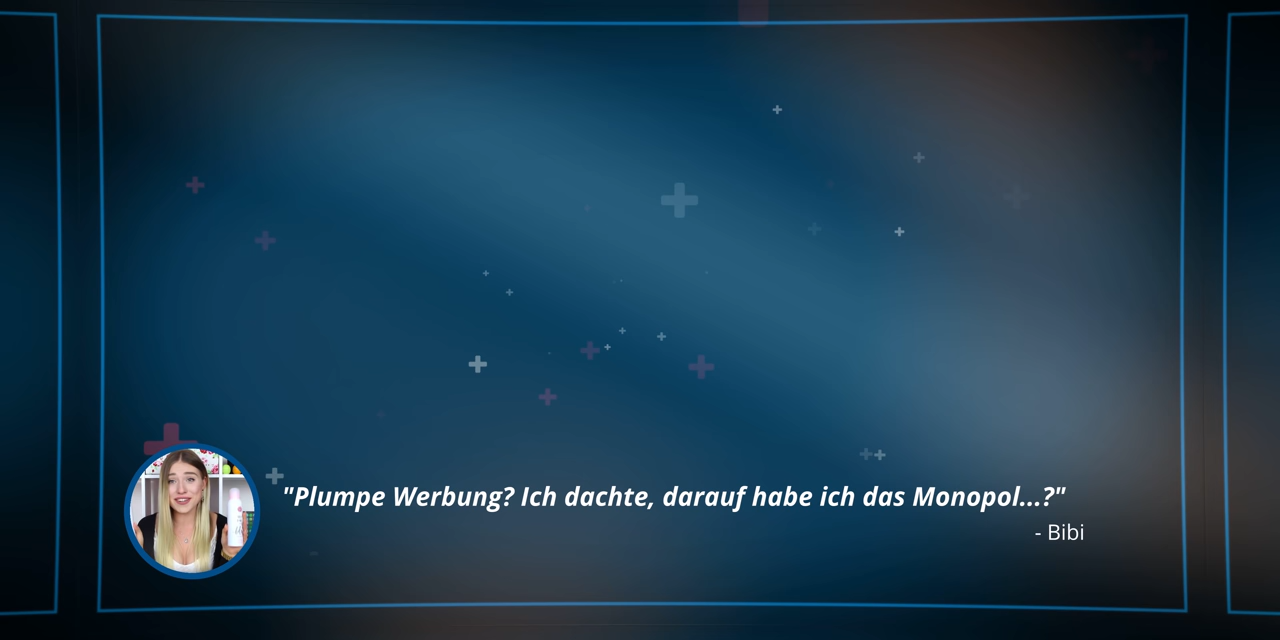 "Plumpe Werbung? Ich dachte, darauf habe ich das Monopol...?"
- Bibi